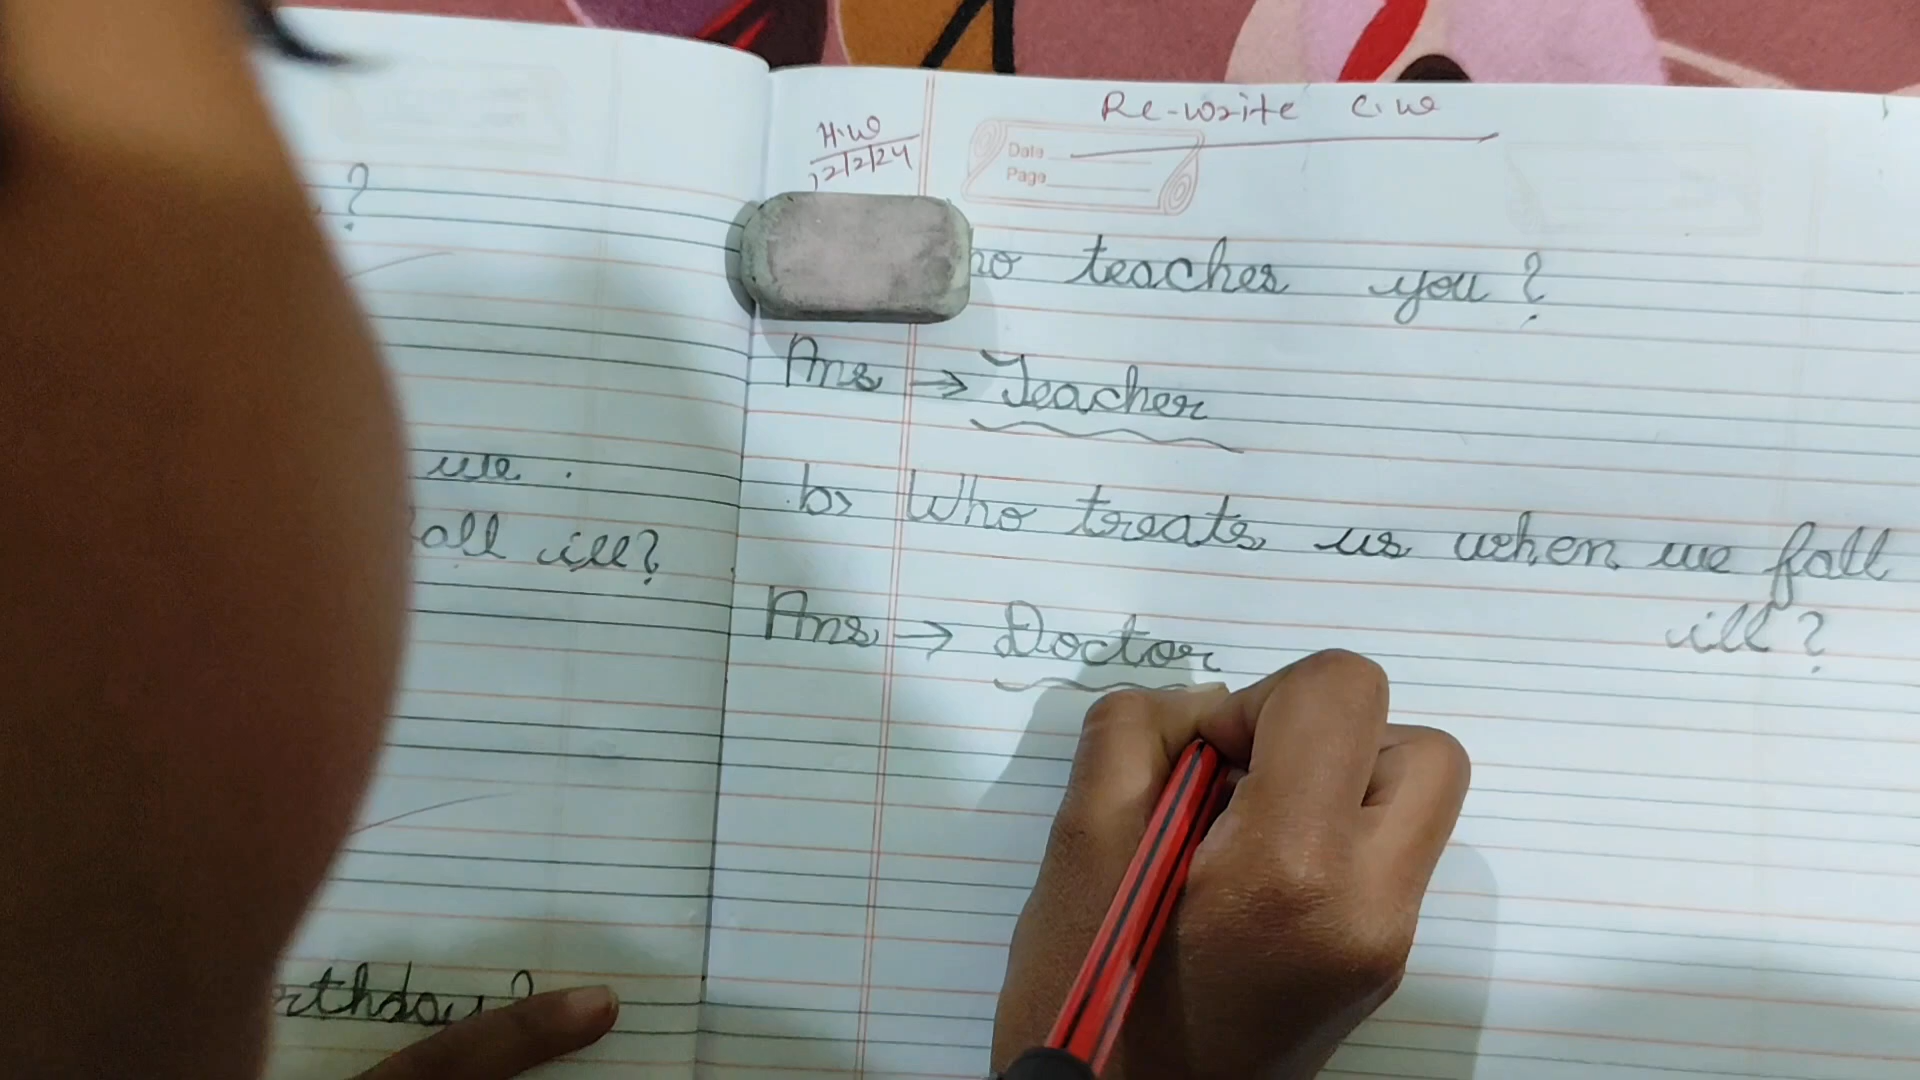 ?
we.
all ill?
rthday?
Re-write C.W
H.W
12/2/24
Date
Page
ho teaches you?
Ans → Teacher
b> Who treats us when we fall
ill?
Ans → Doctor